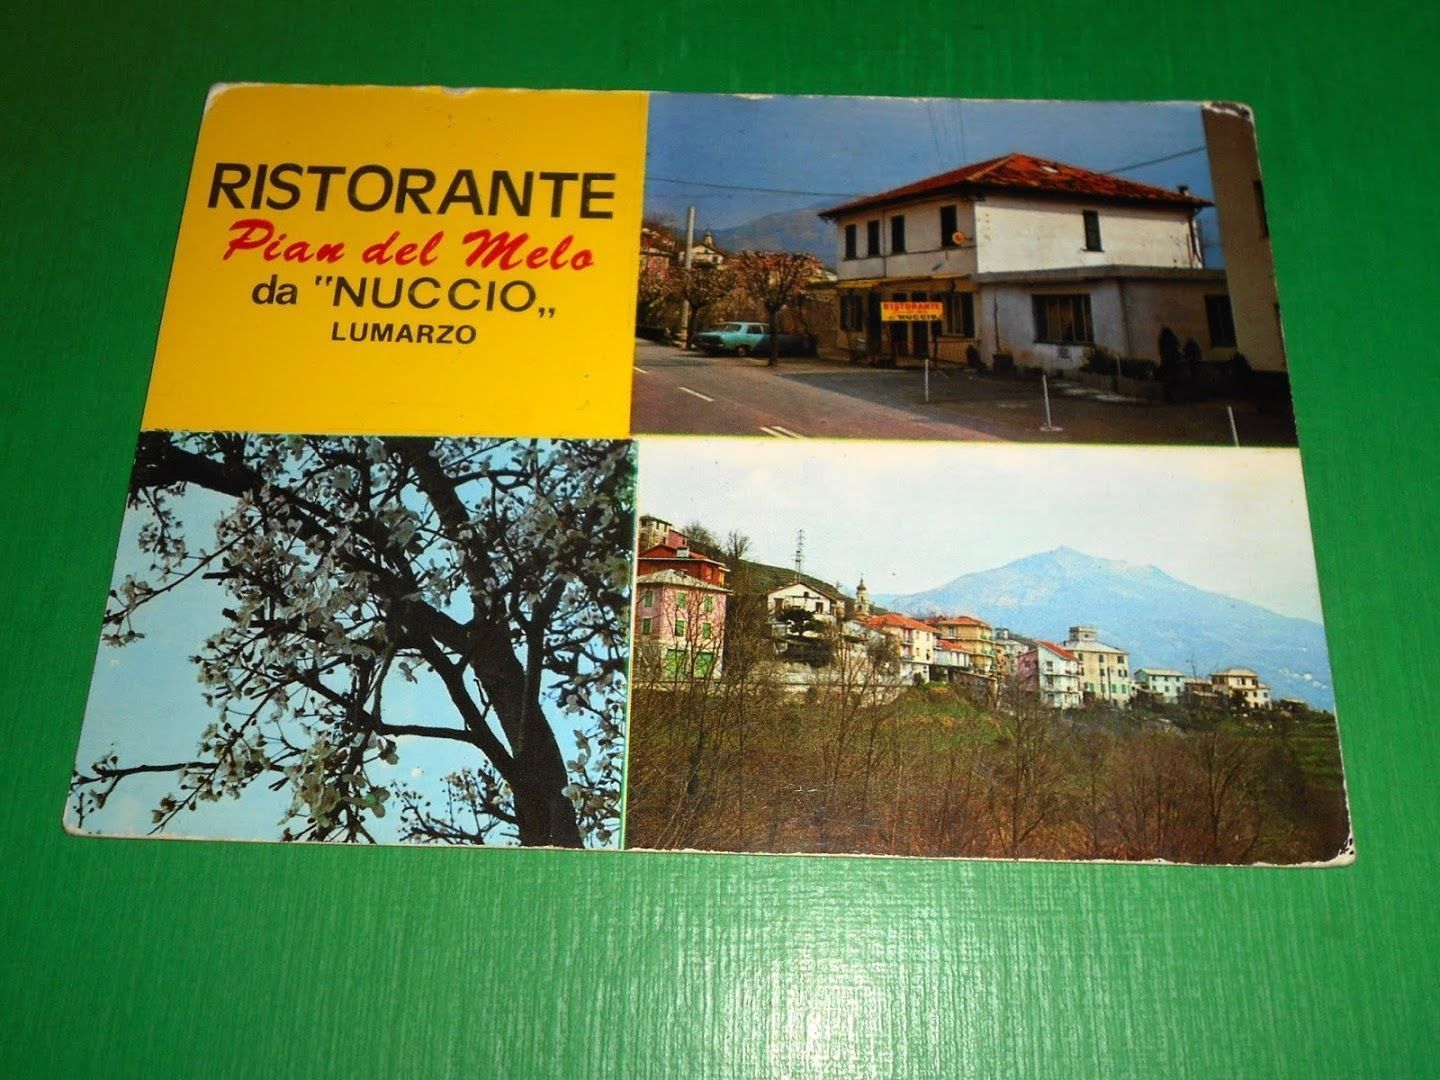 RISTORANTE
Pian del Melo
da "NUCCIO„
LUMARZO
RISTORANTE
"NUCCIO„